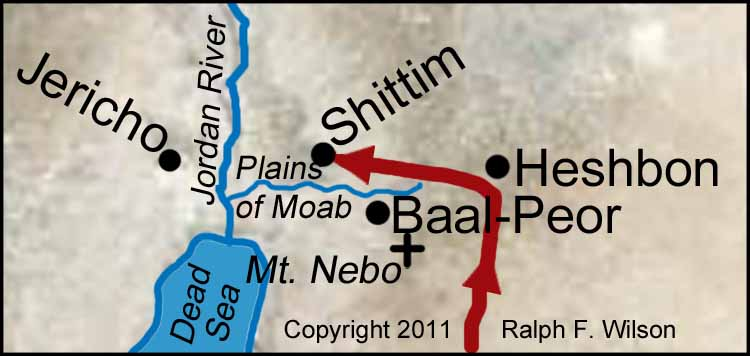 Jericho
Jordan River
Shittim
Plains
of Moab
Heshbon
Baal-Peor
Mt. Nebo
Dead
Sea
Copyright 2011 Ralph F. Wilson